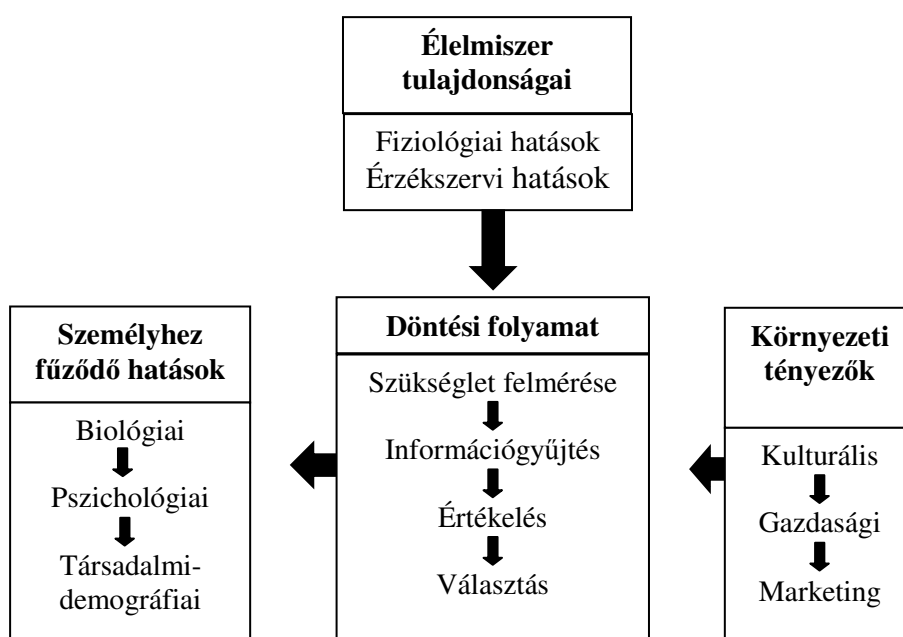 Élelmiszer
tulajdonságai
Fiziológiai hatások
Érzékszervi hatások
Személyhez
fűződő hatások
Biológiai
Pszichológiai
Társadalmi-
demográfiai
Döntési folyamat
Szükséglet felmérése
Információgyűjtés
Értékelés
Választás
Környezeti
tényezők
Kulturális
Gazdasági
Marketing